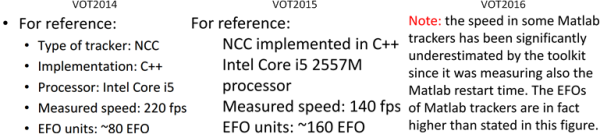 VOT2014
• For reference:
• Type of tracker: NCC
• Implementation: C++
• Processor: Intel Core i5
• Measured speed: 220 fps
• EFO units: ~80 EFO
VOT2015
For reference:
NCC implemented in C++
Intel Core i5 2557M
processor
Measured speed: 140 fps
EFO units: ~160 EFO
VOT2016
Note: the speed in some Matlab
trackers has been significantly
underestimated by the toolkit
since it was measuring also the
Matlab restart time. The EFOs
of Matlab trackers are in fact
higher than stated in this figure.